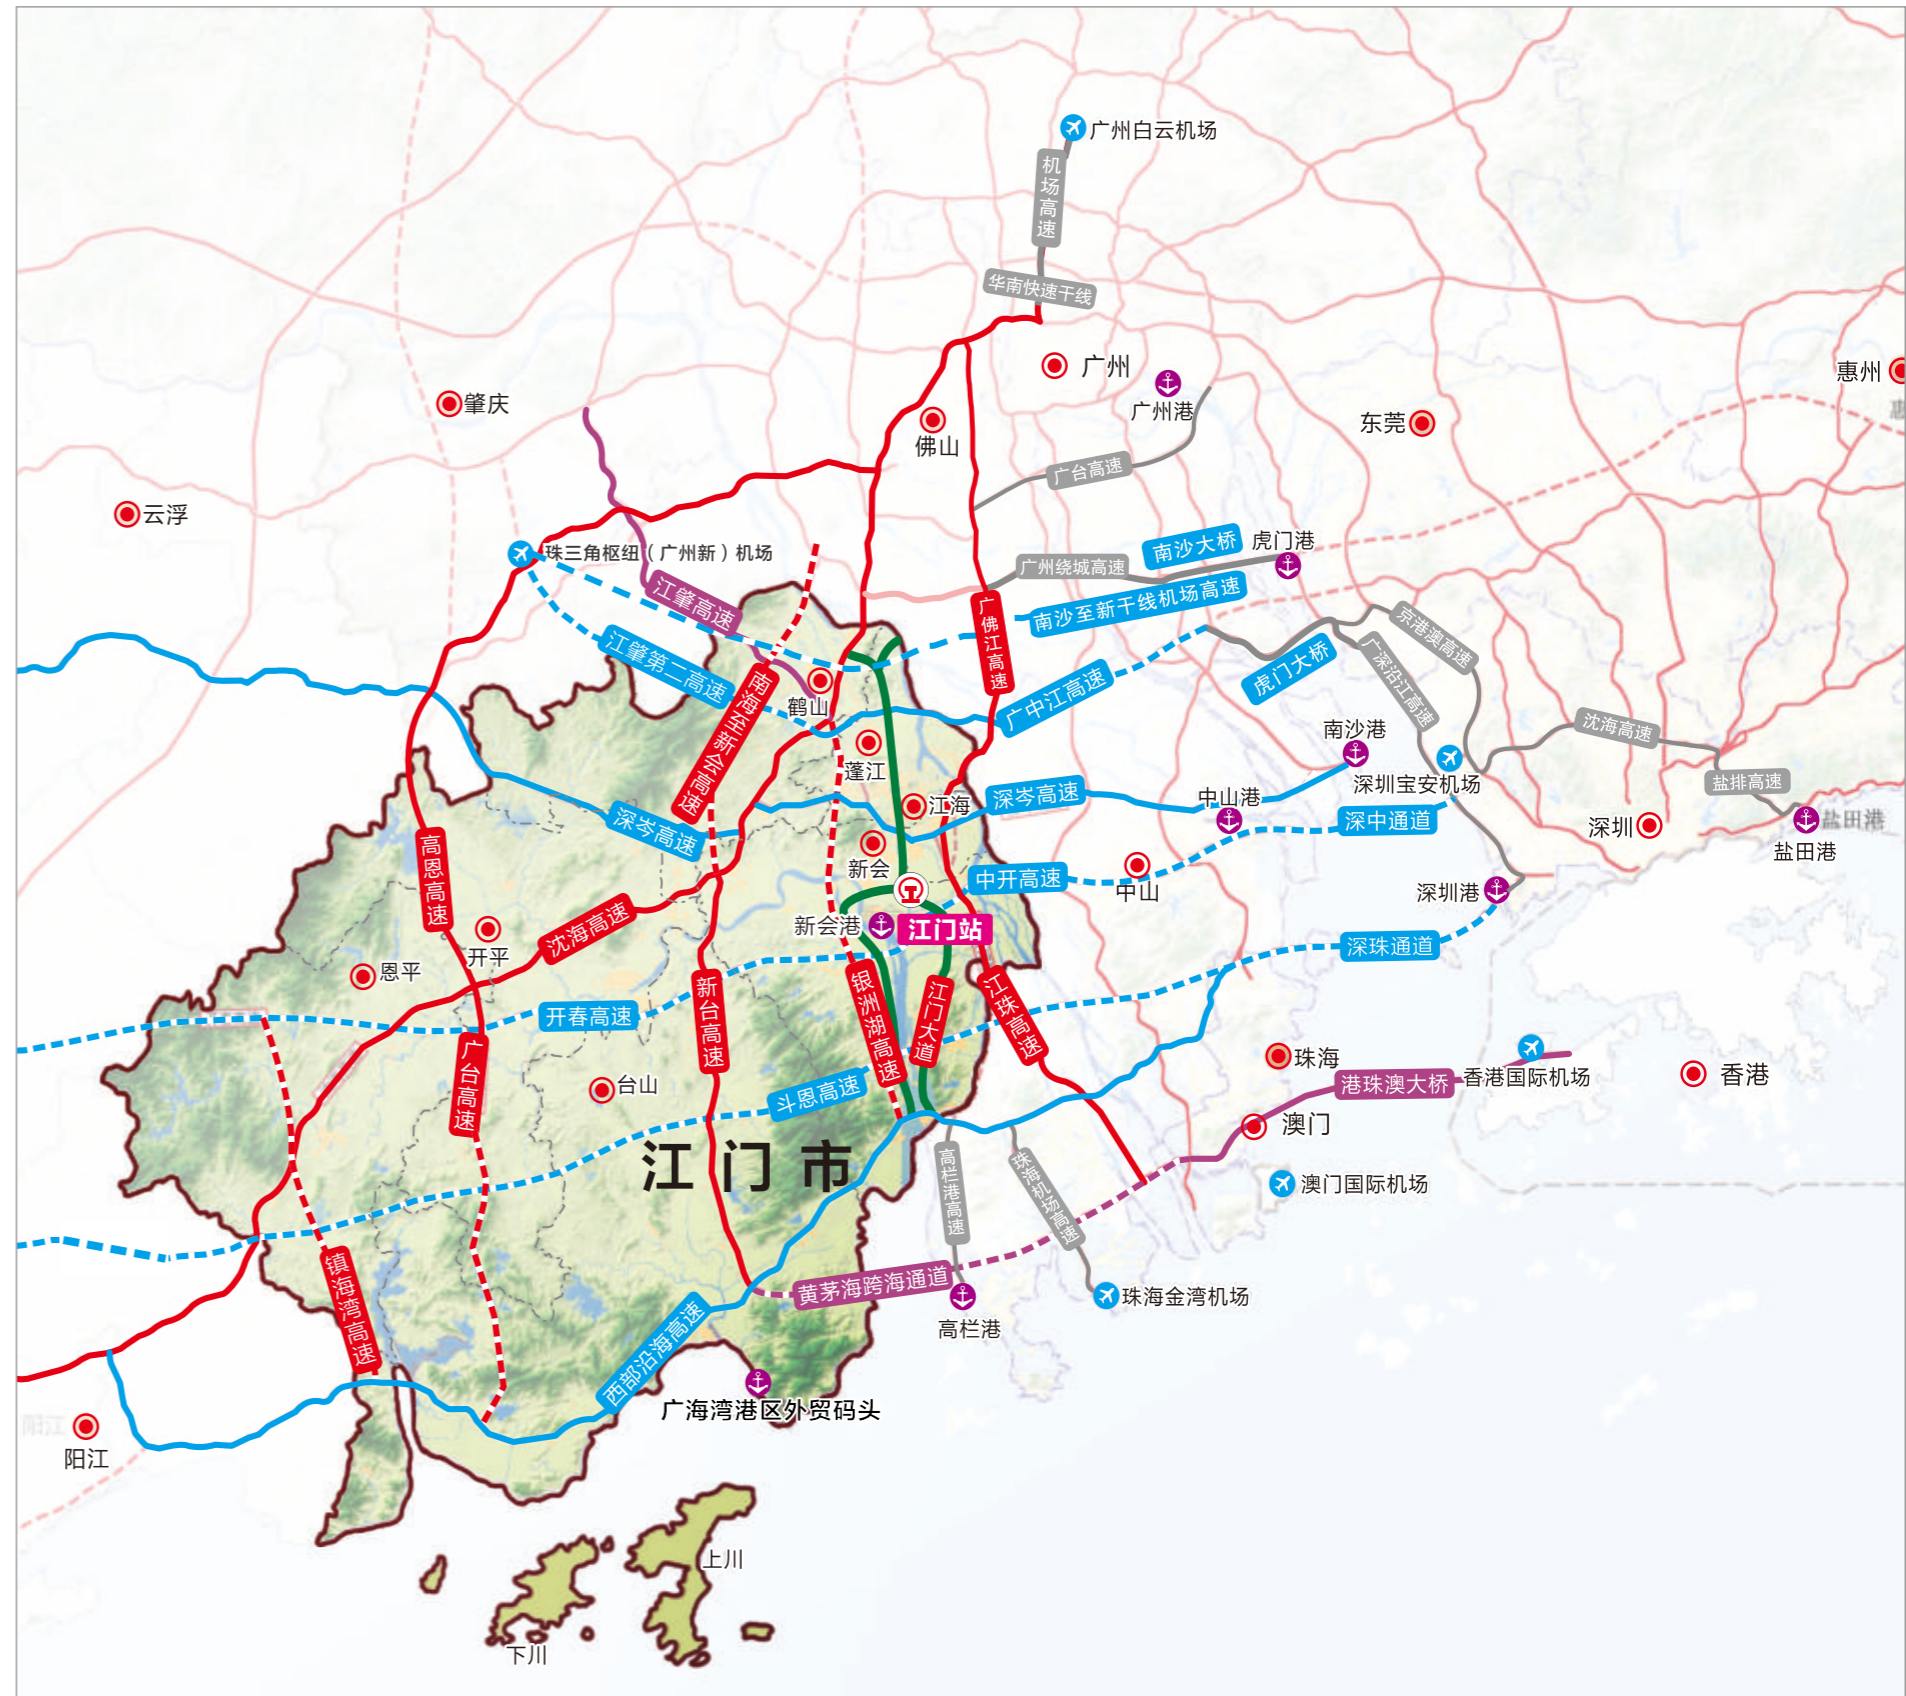 广州白云机场
机场高速
华南快速干线
广州
惠州
惠
广州港
肇庆
东莞
佛山
广台高速
云浮
南沙大桥
虎门港
珠三角枢纽（广州新）机场
广州绕城高速
江肇高速
南沙至新干线机场高速
广佛江高速
京港澳高速
江肇第二高速
虎门大桥
广深沿江高速
南海至新会高速
鹤山
广中江高速
南沙港
沈海高速
蓬江
深圳宝安机场
盐排高速
深岑高速
中山港
江海
深岑高速
深中通道
深圳
盐田港
盐田港
高恩高速
新会
中开高速
中山
深圳港
沈海高速
新会港
江门站
开平
深珠通道
恩平
新台高速
银洲湖高速
江门大道
江珠高速
开春高速
珠海
香港国际机场
香港
广台高速
台山
斗恩高速
港珠澳大桥
澳门
江门市
高栏港高速
珠海机场高速
澳门国际机场
镇海湾高速
黄茅海跨海通道
珠海金湾机场
高栏港
西部沿海高速
广海湾港区外贸码头
阳江
阳江
上川
下川